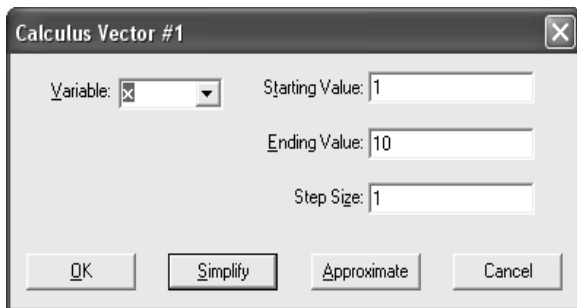 Calculus Vector #1
Variable: x
Starting Value: 1
Ending Value: 10
Step Size: 1
OK Simplify Approximate Cancel